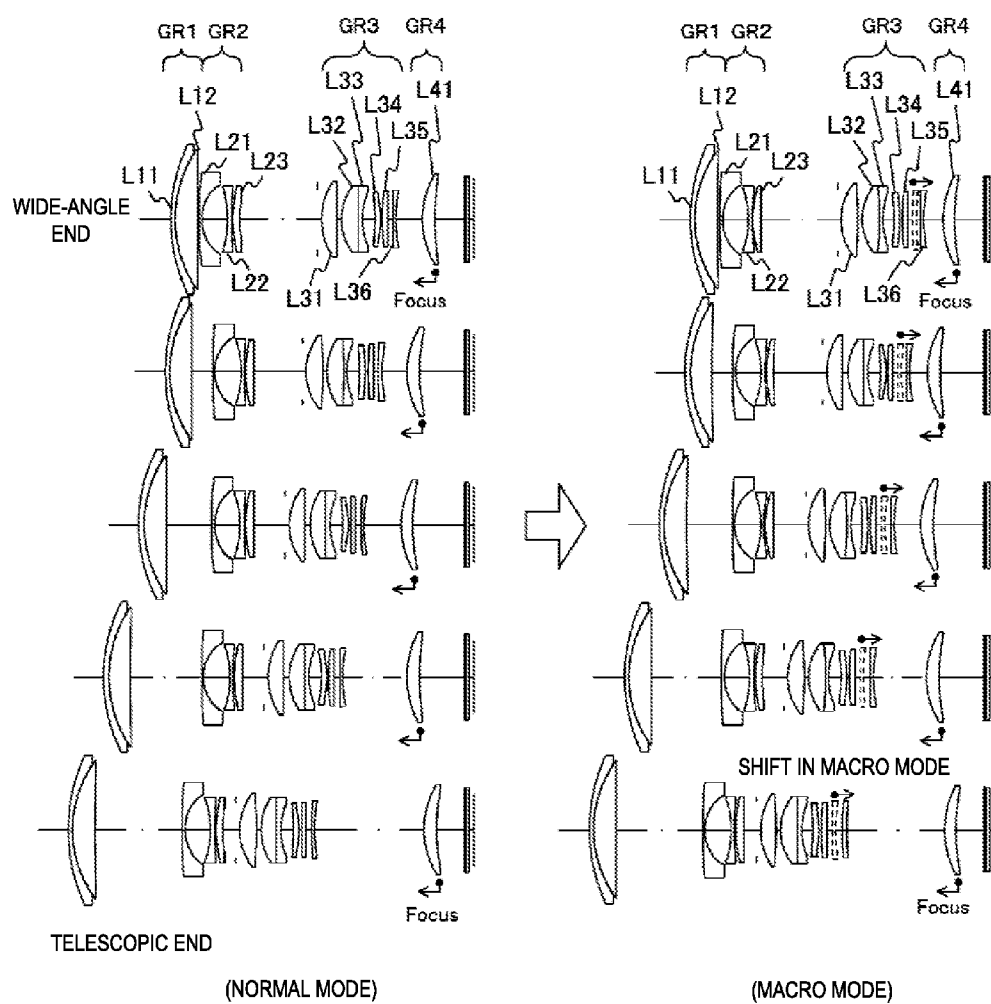 GR1 GR2 GR3 GR4
L33 L41
L12 L34
L21 L32 L35
L11 L23
WIDE-ANGLE
END
L22 L31 L36 Focus
Focus
TELESCOPIC END
(NORMAL MODE)
GR1 GR2 GR3 GR4
L33 L41
L12 L34
L21 L32 L35
L11 L23
L22 L31 L36 Focus
SHIFT IN MACRO MODE
Focus
(MACRO MODE)